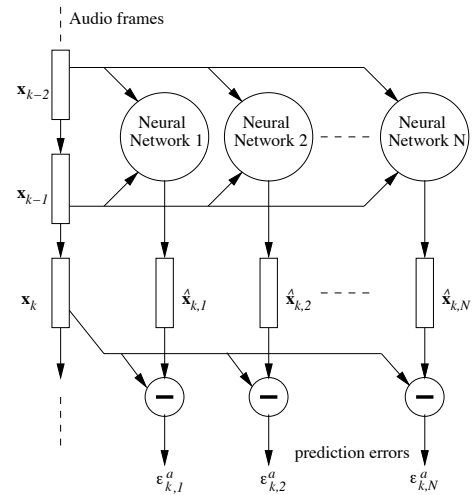 Audio frames
x_{k−2}
Neural Network 1
Neural Network 2
Neural Network N
x_{k−1}
x_k
x̂_{k,1}
x̂_{k,2}
x̂_{k,N}
prediction errors
ε^a_{k,1}
ε^a_{k,2}
ε^a_{k,N}